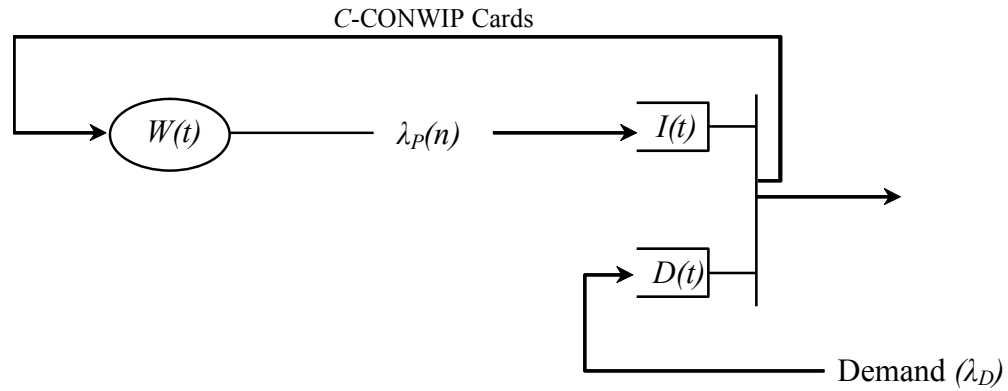 C-CONWIP Cards
W(t)
λP(n)
I(t)
D(t)
Demand (λD)